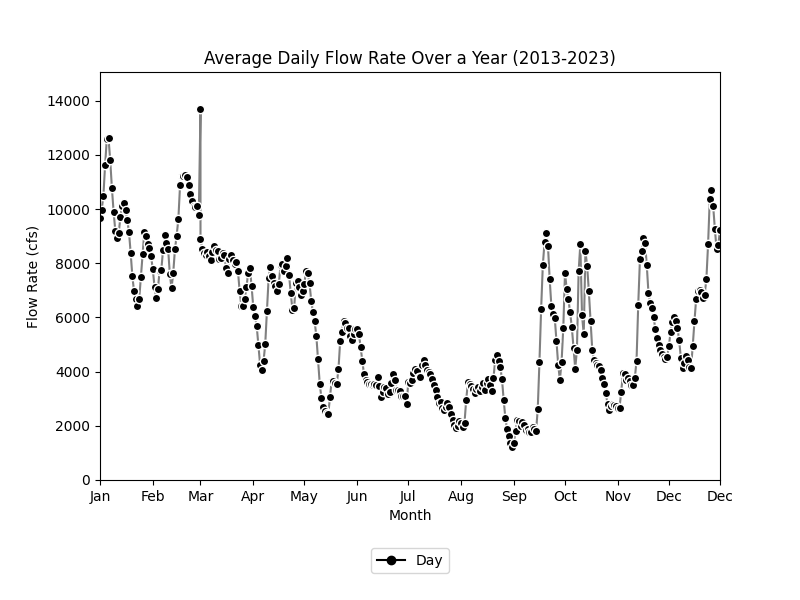 Average Daily Flow Rate Over a Year (2013-2023)
14000
12000
10000
8000
6000
4000
2000
0
Flow Rate (cfs)
Jan Feb Mar Apr May Jun Jul Aug Sep Oct Nov Dec Dec
Month
Day